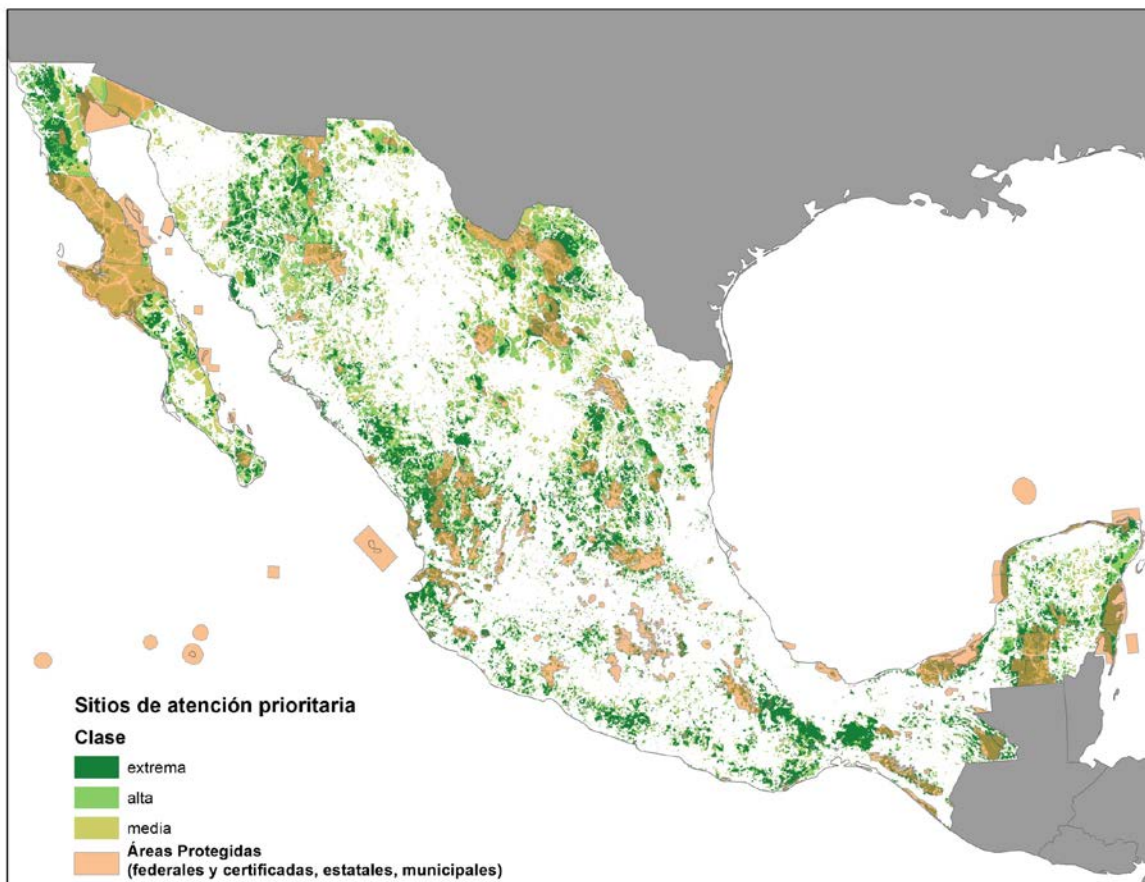 Sitios de atención prioritaria
Clase
extrema
alta
media
Áreas Protegidas
(federales y certificadas, estatales, municipales)